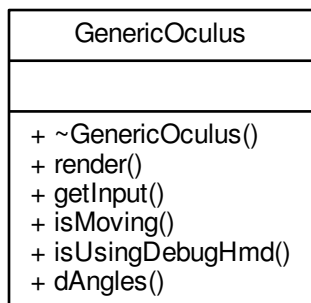 GenericOculus
+ ~GenericOculus()
+ render()
+ getInput()
+ isMoving()
+ isUsingDebugHmd()
+ dAngles()